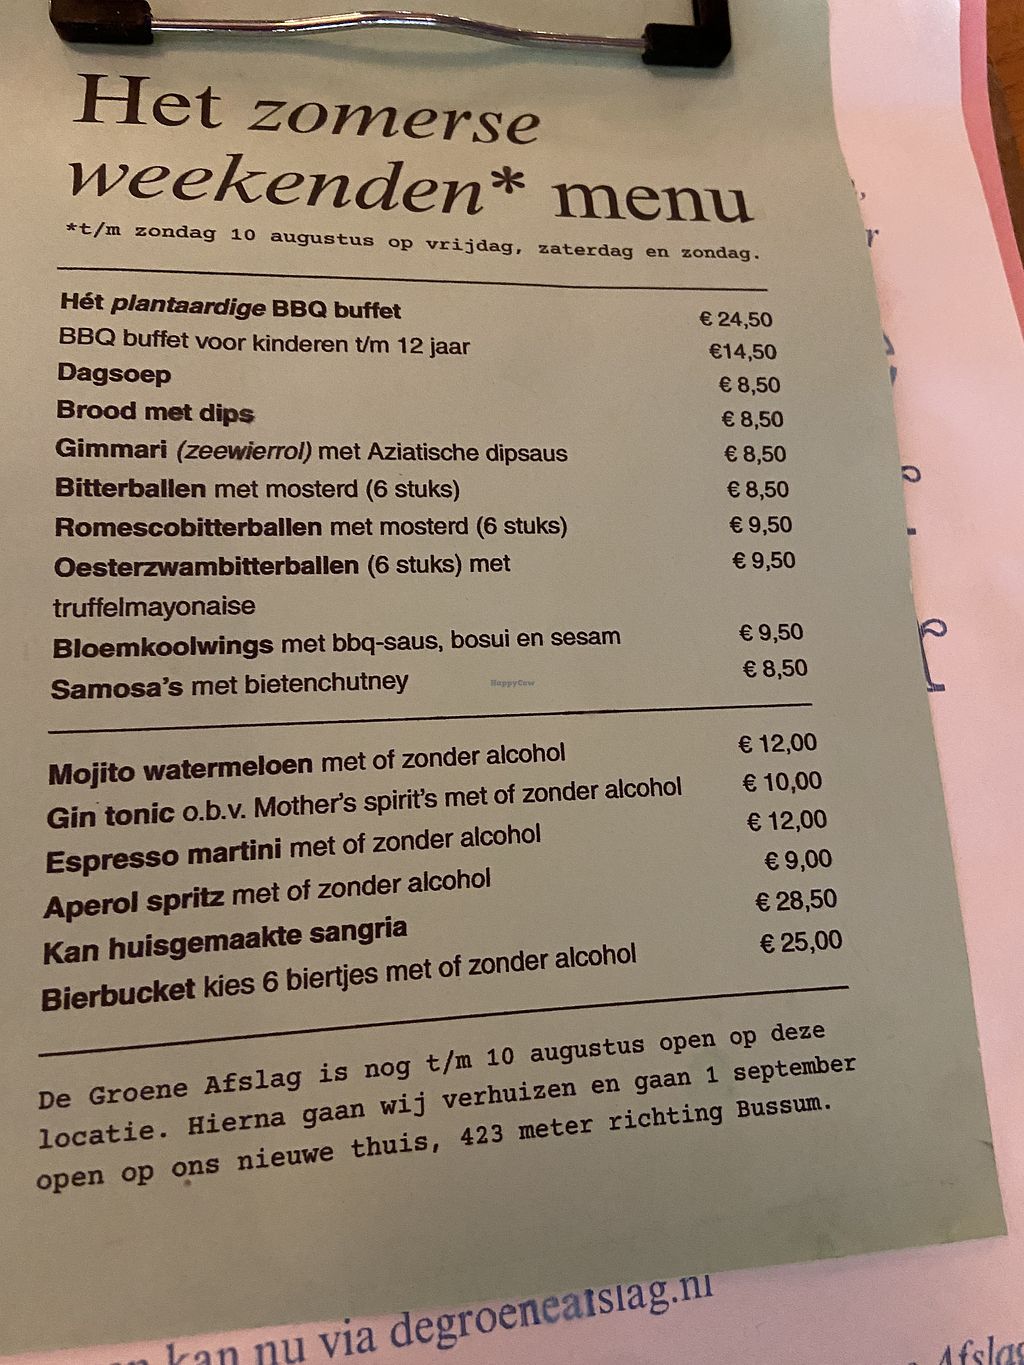 Het zomerse
weekenden* menu
*t/m zondag 10 augustus op vrijdag, zaterdag en zondag.
Hét plantaardige BBQ buffet € 24,50
BBQ buffet voor kinderen t/m 12 jaar €14,50
Dagsoep € 8,50
Brood met dips € 8,50
Gimmari (zeewierrol) met Aziatische dipsaus € 8,50
Bitterballen met mosterd (6 stuks) € 8,50
Romescobitterballen met mosterd (6 stuks) € 9,50
Oesterzwambitterballen (6 stuks) met € 9,50
truffelmayonaise
Bloemkoolwings met bbq-saus, bosui en sesam € 9,50
Samosa's met bietenchutney € 8,50
HappyCow
Mojito watermeloen met of zonder alcohol € 12,00
Gin tonic o.b.v. Mother's spirit's met of zonder alcohol € 10,00
Espresso martini met of zonder alcohol € 12,00
Aperol spritz met of zonder alcohol € 9,00
Kan huisgemaakte sangria € 28,50
Bierbucket kies 6 biertjes met of zonder alcohol € 25,00
De Groene Afslag is nog t/m 10 augustus open op deze
locatie. Hierna gaan wij verhuizen en gaan 1 september
open op ons nieuwe thuis, 423 meter richting Bussum.
kan nu via degroeneafslag.nl